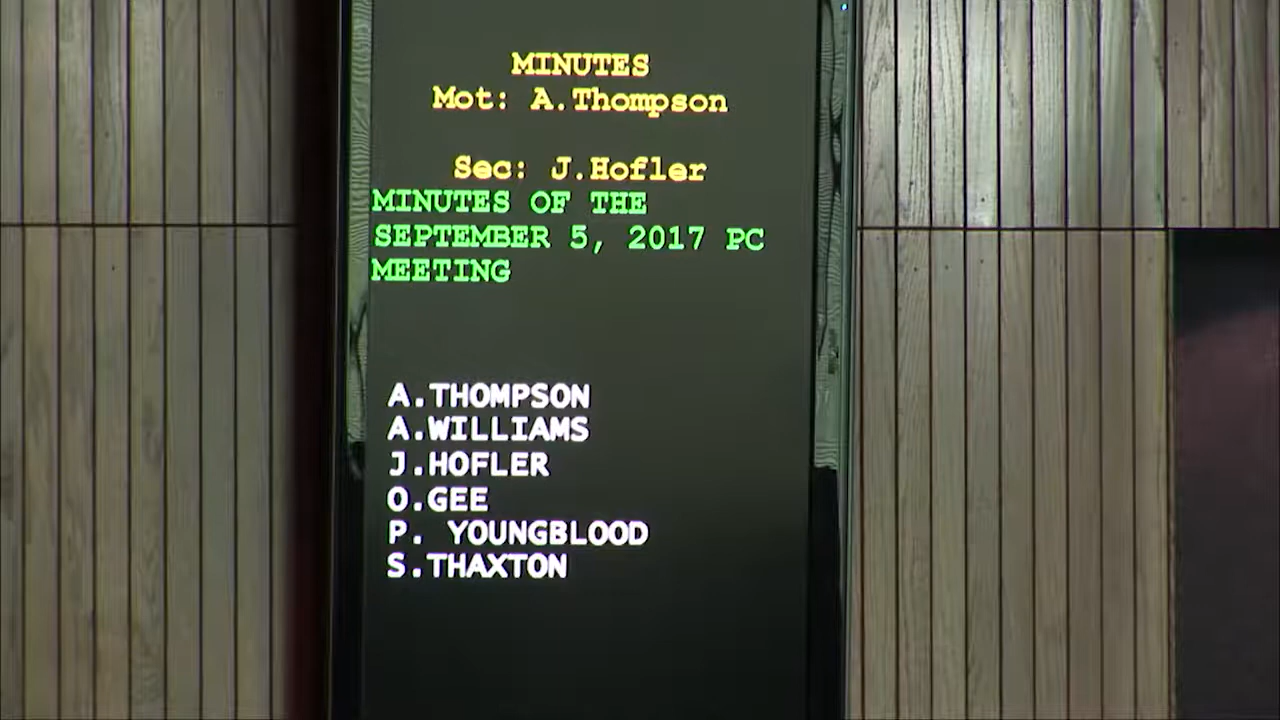 MINUTES
Mot: A.Thompson
Sec: J.Hofler
MINUTES OF THE
SEPTEMBER 5, 2017 PC
MEETING
A.THOMPSON
A.WILLIAMS
J.HOFLER
O.GEE
P. YOUNGBLOOD
S.THAXTON